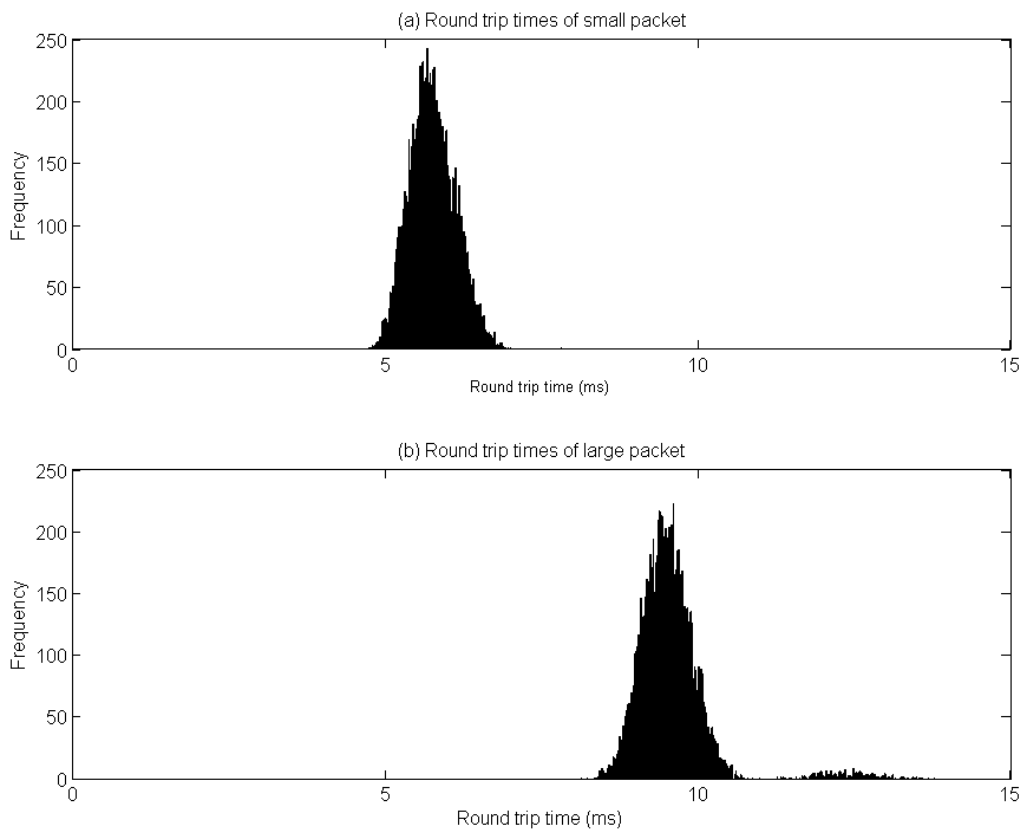 (a) Round trip times of small packet
250
200
150
100
50
0
Frequency
0 5 10 15
Round trip time (ms)
(b) Round trip times of large packet
250
200
150
100
50
0
Frequency
0 5 10 15
Round trip time (ms)